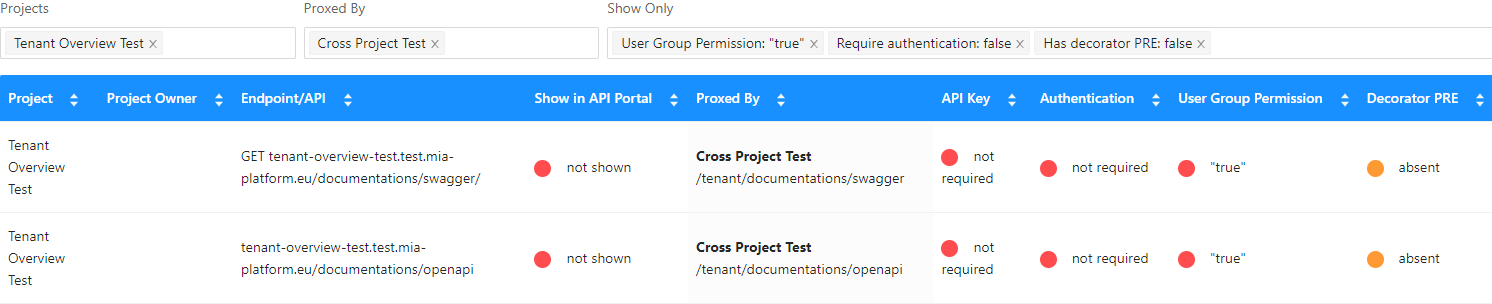 Projects Proxed By Show Only
Tenant Overview Test x Cross Project Test x User Group Permission: "true" x Require authentication: false x Has decorator PRE: false x
Project Project Owner Endpoint/API Show in API Portal Proxed By API Key Authentication User Group Permission Decorator PRE
Tenant
Overview
Test
GET tenant-overview-test.test.mia-
platform.eu/documentations/swagger/
not shown
Cross Project Test
/tenant/documentations/swagger
not
required
not required
"true"
absent
Tenant
Overview
Test
tenant-overview-test.test.mia-
platform.eu/documentations/openapi
not shown
Cross Project Test
/tenant/documentations/openapi
not
required
not required
"true"
absent